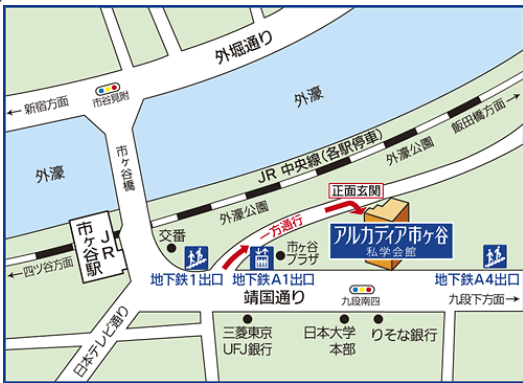 外堀通り
←新宿方面
市谷見附
外濠
飯田橋方面→
市ヶ谷橋
外濠
JR 中央線(各駅停車)
外濠公園
正面玄関
外濠公園
一方通行
アルカディア市ヶ谷
私学会館
JR
市ヶ谷駅
交番
市ヶ谷
プラザ
←四ツ谷方面
地下鉄1出口
地下鉄A1出口
地下鉄A4出口
靖国通り
九段南四
九段下方面→
日本テレビ通り
三菱東京
UFJ銀行
日本大学
本部
りそな銀行